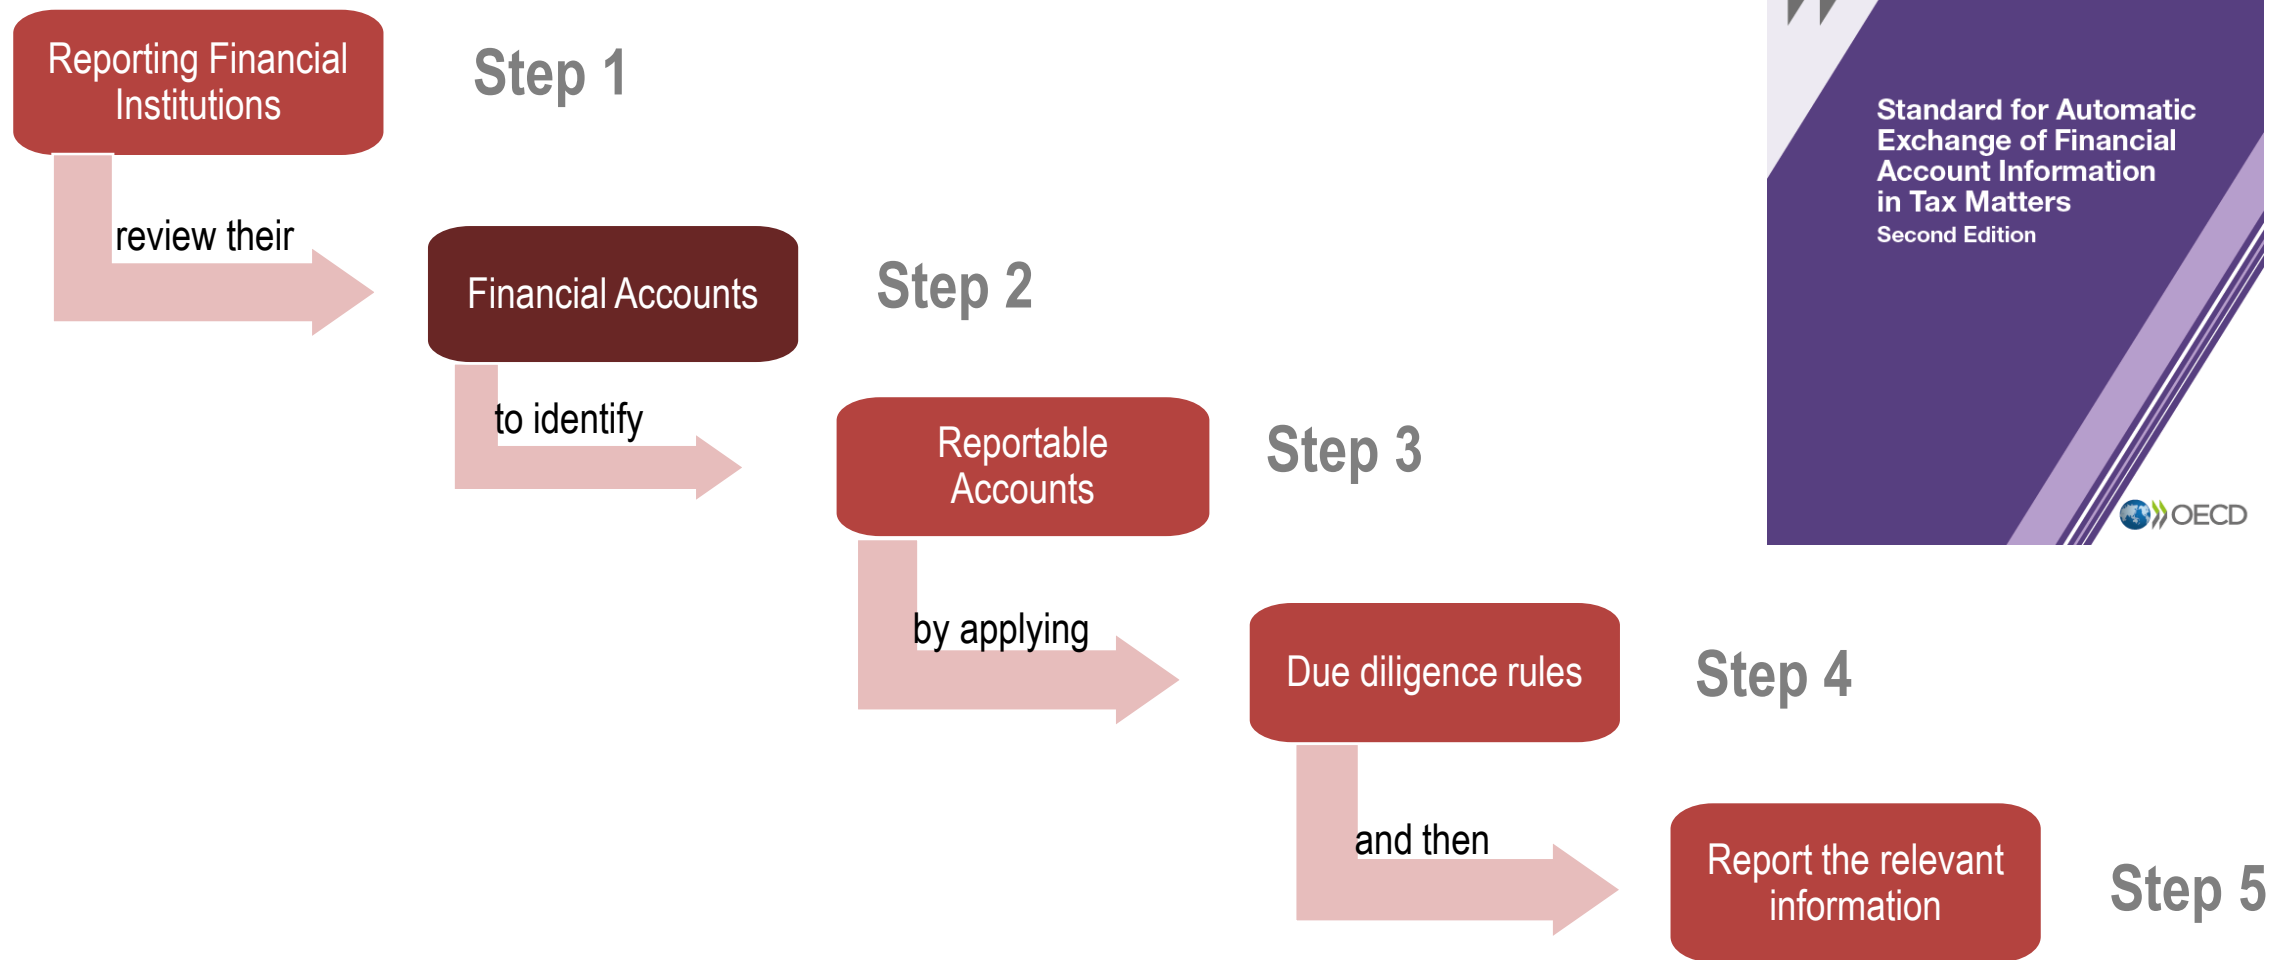 Reporting Financial
Institutions
Step 1
review their
Financial Accounts
Step 2
to identify
Reportable
Accounts
Step 3
by applying
Due diligence rules
Step 4
and then
Report the relevant
information
Step 5
Standard for Automatic
Exchange of Financial
Account Information
in Tax Matters
Second Edition
OECD